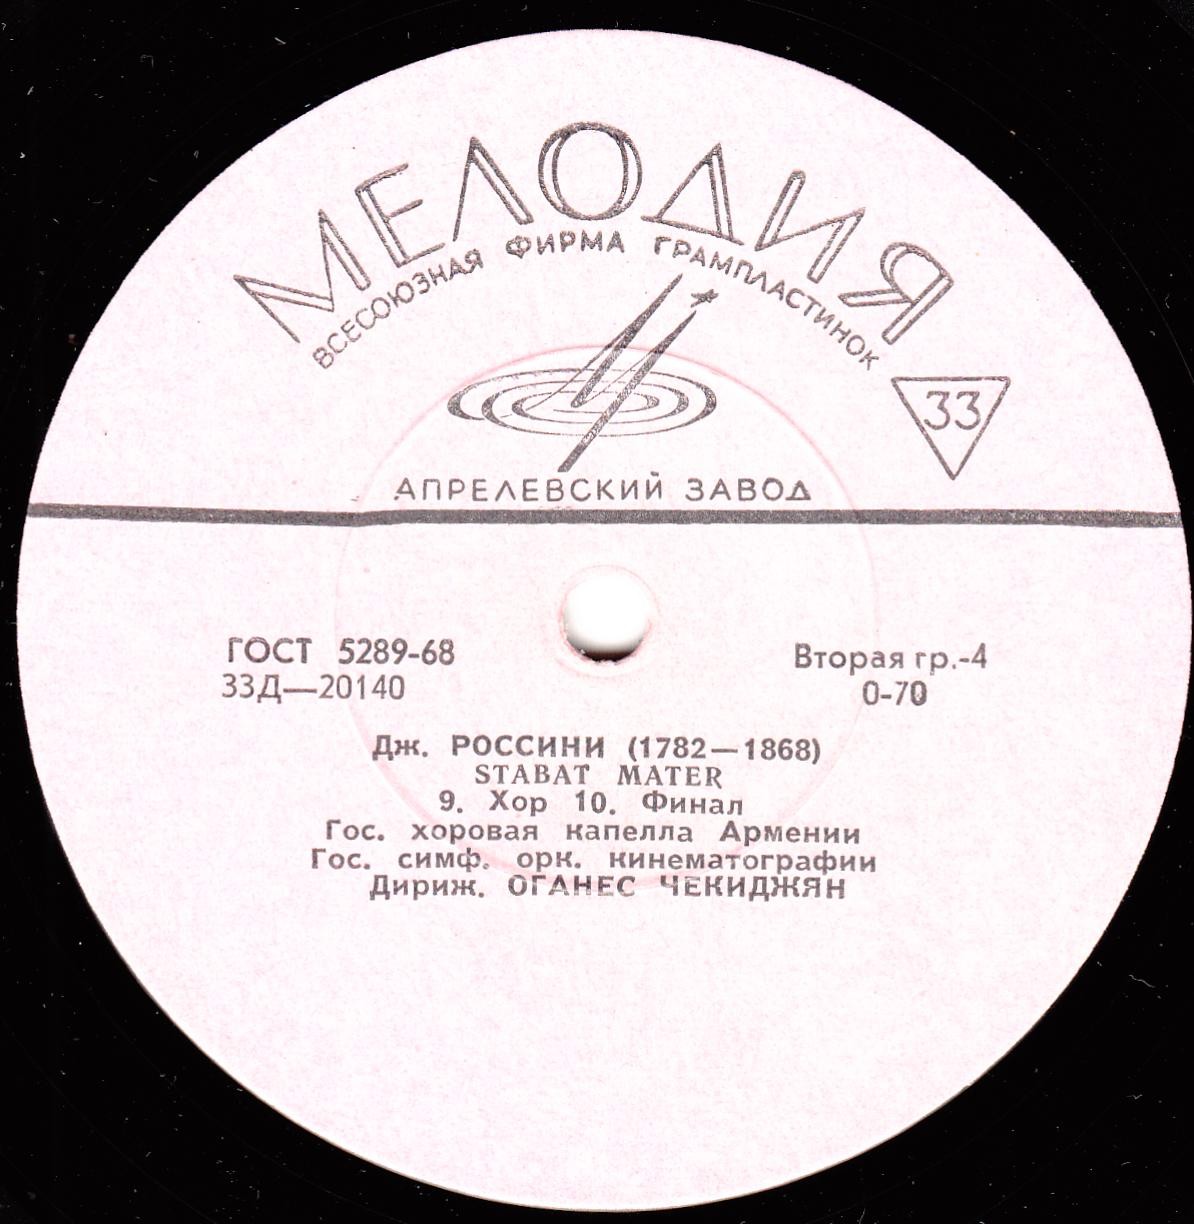 МЕЛОДИЯ
ВСЕСОЮЗНАЯ ФИРМА ГРАМПЛАСТИНОК
33
АПРЕЛЕВСКИЙ ЗАВОД
ГОСТ 5289-68
33Д—20140
Вторая гр.-4
0-70
Дж. РОССИНИ (1782—1868)
STABAT MATER
9. Хор 10. Финал
Гос. хоровая капелла Армении
Гос. симф. орк. кинематографии
Дириж. ОГАНЕС ЧЕКИДЖЯН